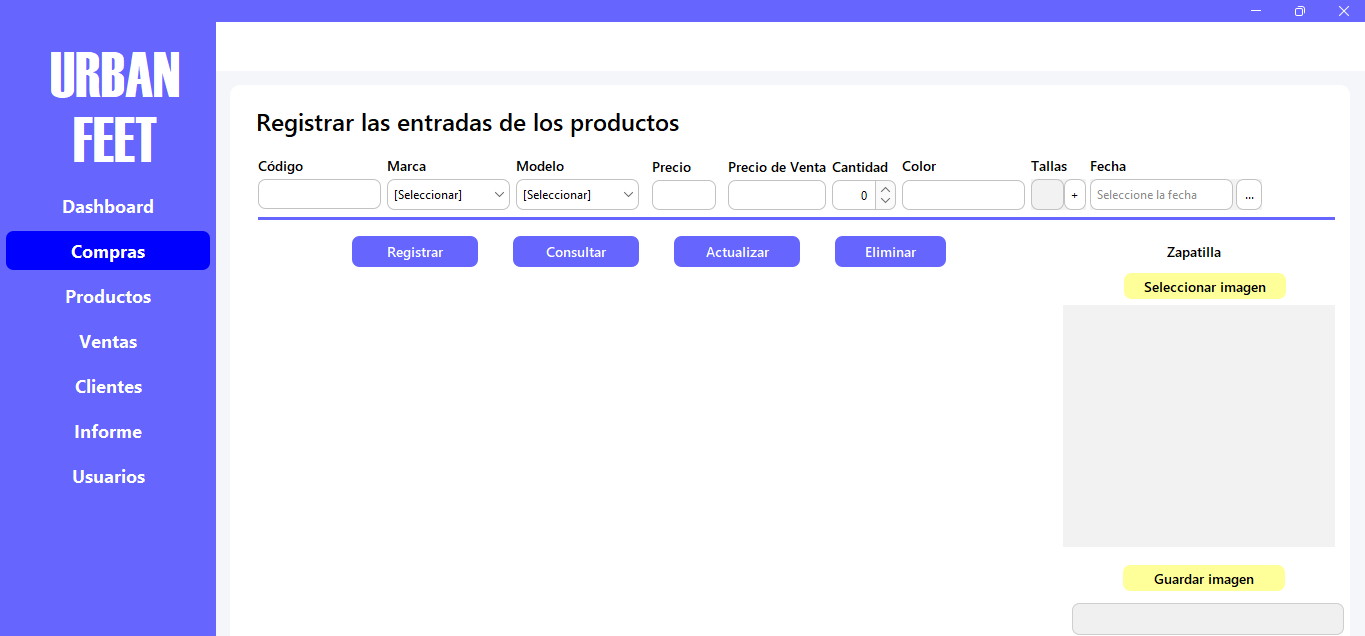 URBAN
FEET
Dashboard
Compras
Productos
Ventas
Clientes
Informe
Usuarios
Registrar las entradas de los productos
Código Marca Modelo Precio Precio de Venta Cantidad Color Tallas Fecha
[Seleccionar] [Seleccionar] 0 + Seleccione la fecha ...
Registrar Consultar Actualizar Eliminar
Zapatilla
Seleccionar imagen
Guardar imagen